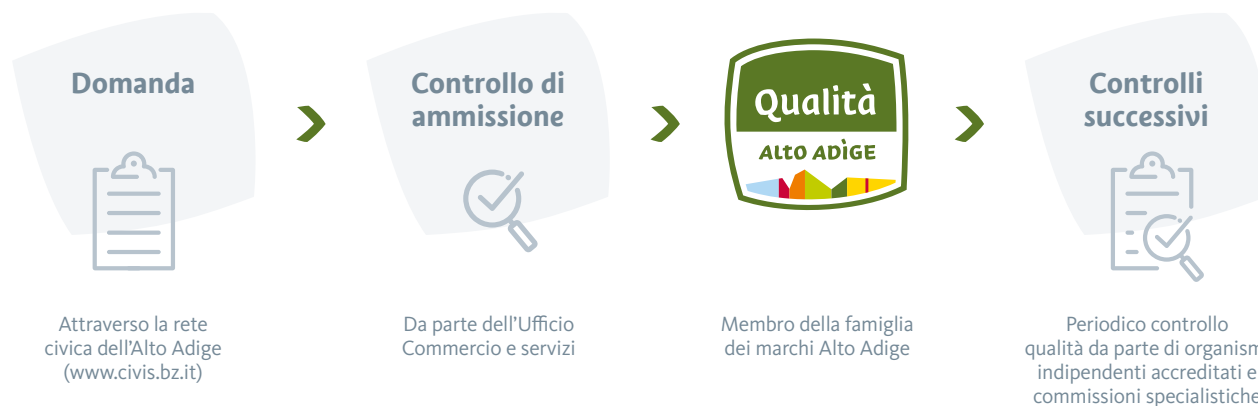 Domanda
Attraverso la rete
civica dell'Alto Adige
(www.civis.bz.it)
Controllo di
ammissione
Da parte dell'Ufficio
Commercio e servizi
Qualità
ALTO ADIGE
Membro della famiglia
dei marchi Alto Adige
Controlli
successivi
Periodico controllo
qualità da parte di organism
indipendenti accreditati e
commissioni specialistiche